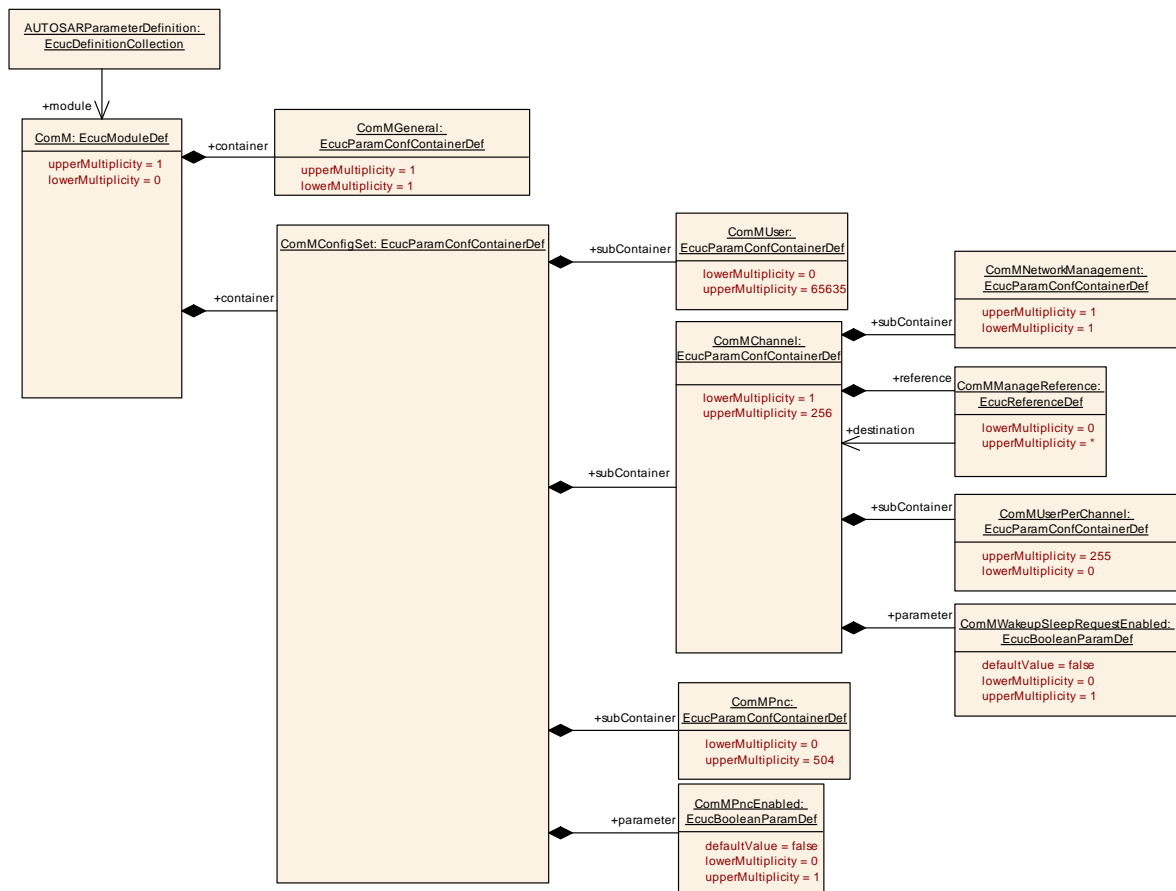 AUTOSARParameterDefinition:
EcucDefinitionCollection
+module
ComM: EcucModuleDef
upperMultiplicity = 1
lowerMultiplicity = 0
+container
ComMGeneral:
EcucParamConfContainerDef
upperMultiplicity = 1
lowerMultiplicity = 1
+container
ComMConfigSet: EcucParamConfContainerDef
+subContainer
ComMUser:
EcucParamConfContainerDef
lowerMultiplicity = 0
upperMultiplicity = 65635
+subContainer
ComMChannel:
EcucParamConfContainerDef
lowerMultiplicity = 1
upperMultiplicity = 256
+subContainer
ComMNetworkManagement:
EcucParamConfContainerDef
upperMultiplicity = 1
lowerMultiplicity = 1
+reference
ComMManageReference:
EcucReferenceDef
lowerMultiplicity = 0
upperMultiplicity = *
+destination
+subContainer
ComMUserPerChannel:
EcucParamConfContainerDef
upperMultiplicity = 255
lowerMultiplicity = 0
+parameter
ComMWakeupSleepRequestEnabled:
EcucBooleanParamDef
defaultValue = false
lowerMultiplicity = 0
upperMultiplicity = 1
+subContainer
ComMPnc:
EcucParamConfContainerDef
lowerMultiplicity = 0
upperMultiplicity = 504
+parameter
ComMPncEnabled:
EcucBooleanParamDef
defaultValue = false
lowerMultiplicity = 0
upperMultiplicity = 1